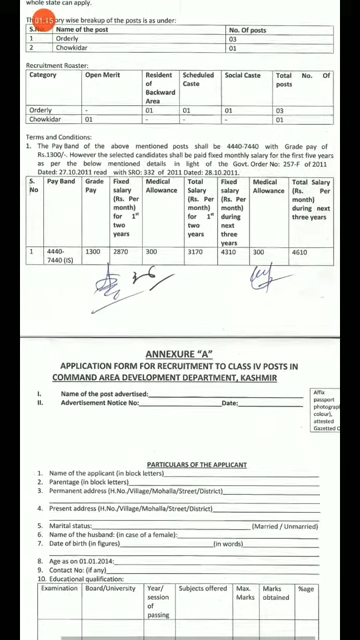 whole state can apply.
01:15
ory wise breakup of the posts is as under:
S.No. Name of the post No. Of posts
1 Orderly 03
2 Chowkidar 01
Recruitment Roaster:
Category Open Merit Resident of Backward Area Scheduled Caste Social Caste Total No. Of posts
Orderly - 01 01 01 03
Chowkidar 01 - - - 01
Terms and Conditions:
1. The Pay Band of the above mentioned posts shall be 4440-7440 with Grade pay of
Rs.1300/-. However the selected candidates shall be paid fixed monthly salary for the first five years
as per the below mentioned details in light of the Govt. Order No: 257-F of 2011
Dated: 27.10.2011 read with SRO: 332 of 2011 Dated: 28.10.2011.
S. No Pay Band Grade Pay Fixed salary (Rs. Per month) for 1st two years Medical Allowance Total Salary (Rs. Per month) for 1st two years Fixed salary (Rs. Per month) during next three years Medical Allowance Total Salary (Rs. Per month) during next three years
1 4440-7440 (IS) 1300 2870 300 3170 4310 300 4610
ANNEXURE "A"
APPLICATION FORM FOR RECRUITMENT TO CLASS IV POSTS IN
COMMAND AREA DEVELOPMENT DEPARTMENT, KASHMIR
I. Name of the post advertised:
II. Advertisement Notice No: Date:
Affix
passport
photograp
colour),
attested
Gazetted O
PARTICULARS OF THE APPLICANT
1. Name of the applicant (in block letters)
2. Parentage (in block letters)
3. Permanent address (H.No./Village/Mohalla/Street/District)
4. Present address (H.No./Village/Mohalla/Street/District)
5. Marital status: (Married / Unmarried)
6. Name of the husband: (in case of a female):
7. Date of birth (in figures) (in words)
8. Age as on 01.01.2014:
9. Contact No: (if any)
10. Educational qualification:
Examination Board/University Year/ session of passing Subjects offered Max. Marks Marks obtained %age